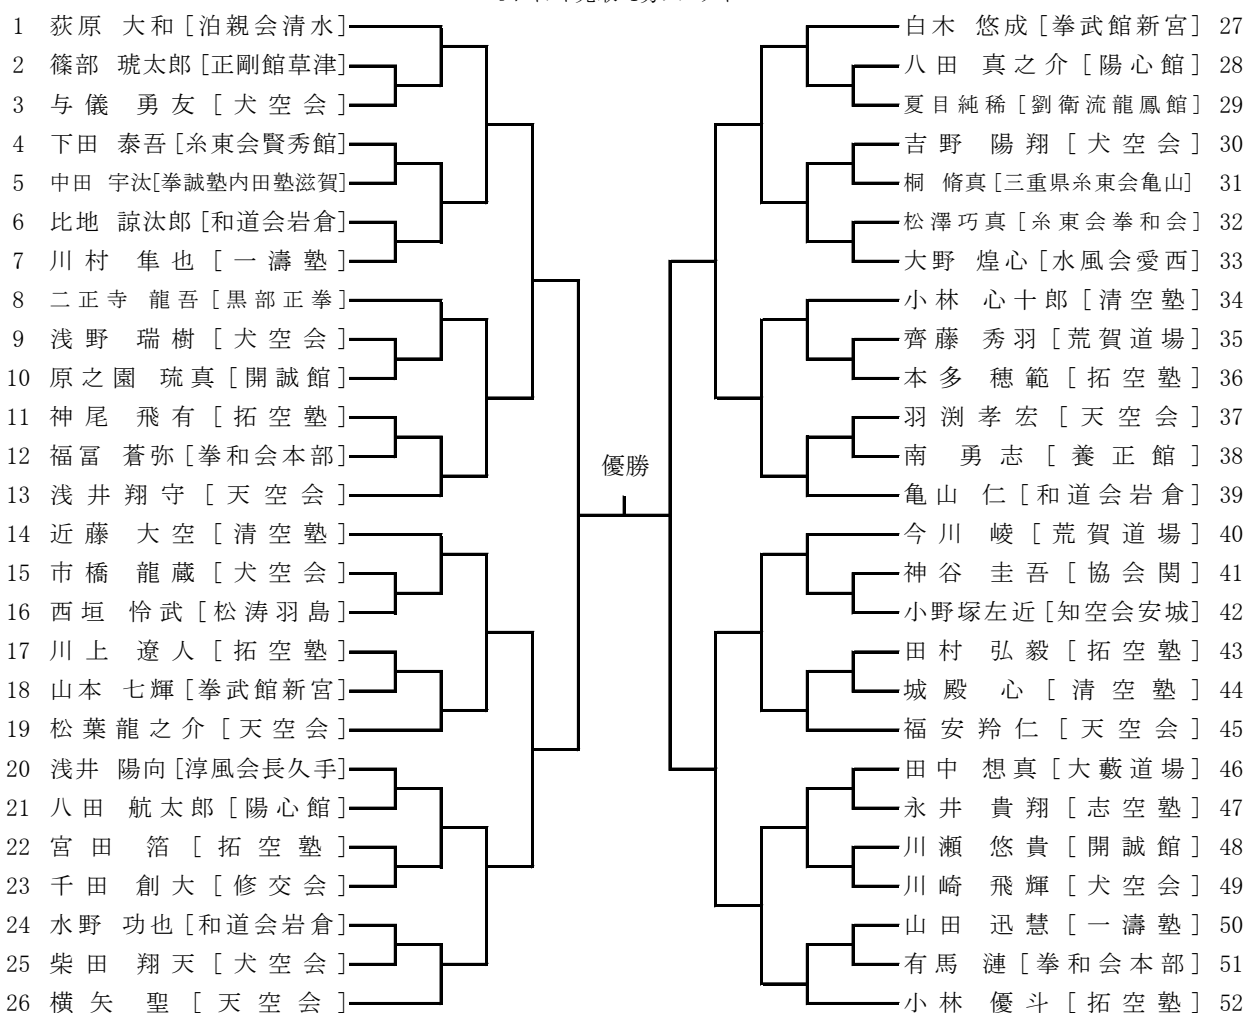 1 荻原 大和 [泊親会清水]
2 篠部 琥太郎 [正剛館草津]
3 与儀 勇友 [犬空会]
4 下田 泰吾 [糸東会賢秀館]
5 中田 宇汰 [拳誠塾内田塾滋賀]
6 比地 諒汰郎 [和道会岩倉]
7 川村 隼也 [一濤塾]
8 二正寺 龍吾 [黒部正拳]
9 浅野 瑞樹 [犬空会]
10 原之園 琉真 [開誠館]
11 神尾 飛有 [拓空塾]
12 福冨 蒼弥 [拳和会本部]
13 浅井翔守 [天空会]
14 近藤 大空 [清空塾]
15 市橋 龍蔵 [犬空会]
16 西垣 怜武 [松涛羽島]
17 川上 遼人 [拓空塾]
18 山本 七輝 [拳武館新宮]
19 松葉龍之介 [天空会]
20 浅井 陽向 [淳風会長久手]
21 八田 航太郎 [陽心館]
22 宮田 箔 [拓空塾]
23 千田 創大 [修交会]
24 水野 功也 [和道会岩倉]
25 柴田 翔天 [犬空会]
26 横矢 聖 [天空会]
優勝
白木 悠成 [拳武館新宮] 27
八田 真之介 [陽心館] 28
夏目純稀 [劉衛流龍鳳館] 29
吉野 陽翔 [犬空会] 30
桐 脩真 [三重県糸東会亀山] 31
松澤巧真 [糸東会拳和会] 32
大野 煌心 [水風会愛西] 33
小林 心十郎 [清空塾] 34
齊藤 秀羽 [荒賀道場] 35
本多 穂範 [拓空塾] 36
羽渕孝宏 [天空会] 37
南 勇志 [養正館] 38
亀山 仁 [和道会岩倉] 39
今川 崚 [荒賀道場] 40
神谷 圭吾 [協会関] 41
小野塚左近 [知空会安城] 42
田村 弘毅 [拓空塾] 43
城殿 心 [清空塾] 44
福安羚仁 [天空会] 45
田中 想真 [大藪道場] 46
永井 貴翔 [志空塾] 47
川瀬 悠貴 [開誠館] 48
川崎 飛輝 [犬空会] 49
山田 迅慧 [一濤塾] 50
有馬 漣 [拳和会本部] 51
小林 優斗 [拓空塾] 52